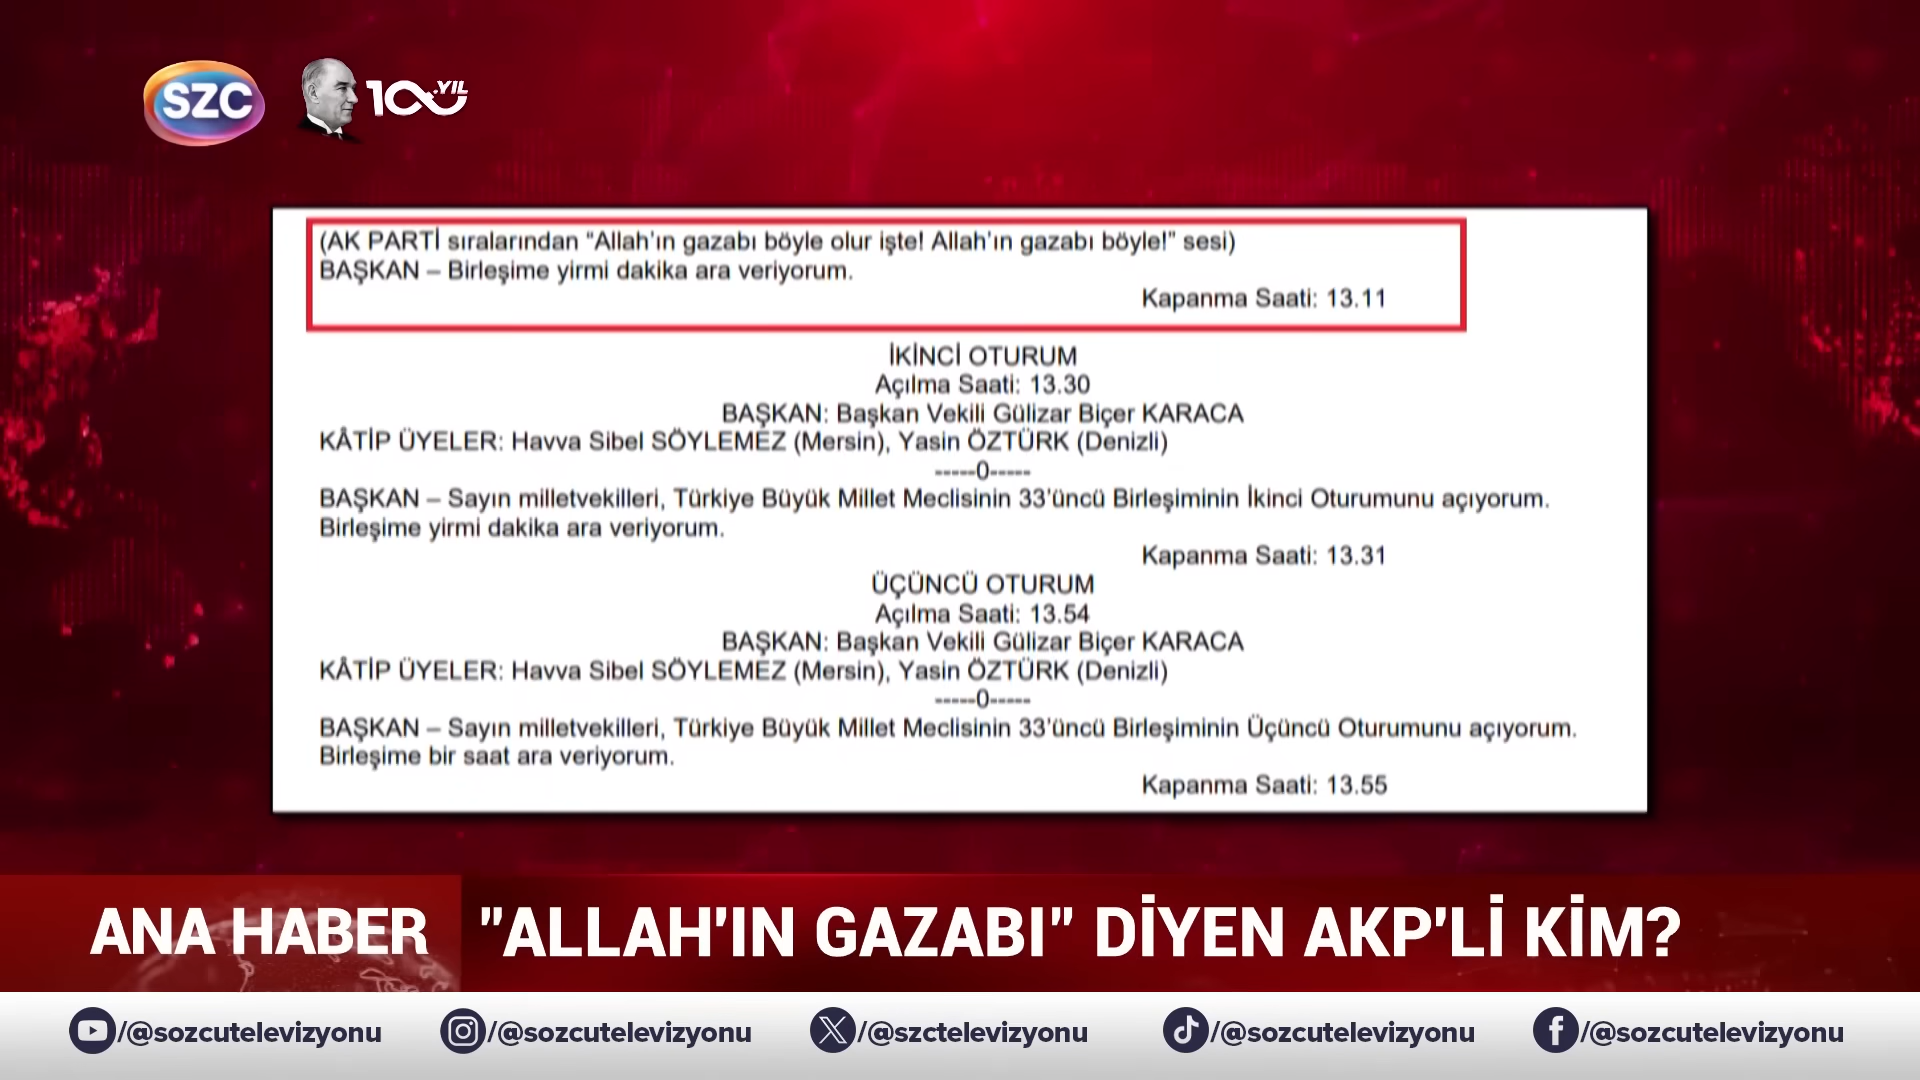 SZC
100.YIL
(AK PARTİ sıralarından “Allah’ın gazabı böyle olur işte! Allah’ın gazabı böyle!” sesi)
BAŞKAN – Birleşime yirmi dakika ara veriyorum.
Kapanma Saati: 13.11
İKİNCİ OTURUM
Açılma Saati: 13.30
BAŞKAN: Başkan Vekili Gülizar Biçer KARACA
KÂTİP ÜYELER: Havva Sibel SÖYLEMEZ (Mersin), Yasin ÖZTÜRK (Denizli)
-----0-----
BAŞKAN – Sayın milletvekilleri, Türkiye Büyük Millet Meclisinin 33’üncü Birleşiminin İkinci Oturumunu açıyorum.
Birleşime yirmi dakika ara veriyorum.
Kapanma Saati: 13.31
ÜÇÜNCÜ OTURUM
Açılma Saati: 13.54
BAŞKAN: Başkan Vekili Gülizar Biçer KARACA
KÂTİP ÜYELER: Havva Sibel SÖYLEMEZ (Mersin), Yasin ÖZTÜRK (Denizli)
-----0-----
BAŞKAN – Sayın milletvekilleri, Türkiye Büyük Millet Meclisinin 33’üncü Birleşiminin Üçüncü Oturumunu açıyorum.
Birleşime bir saat ara veriyorum.
Kapanma Saati: 13.55
ANA HABER
"ALLAH'IN GAZABI" DİYEN AKP'Lİ KİM?
/@sozcutelevizyonu /@sozcutelevizyonu /@szctelevizyonu /@sozcutelevizyonu /@sozcutelevizyonu